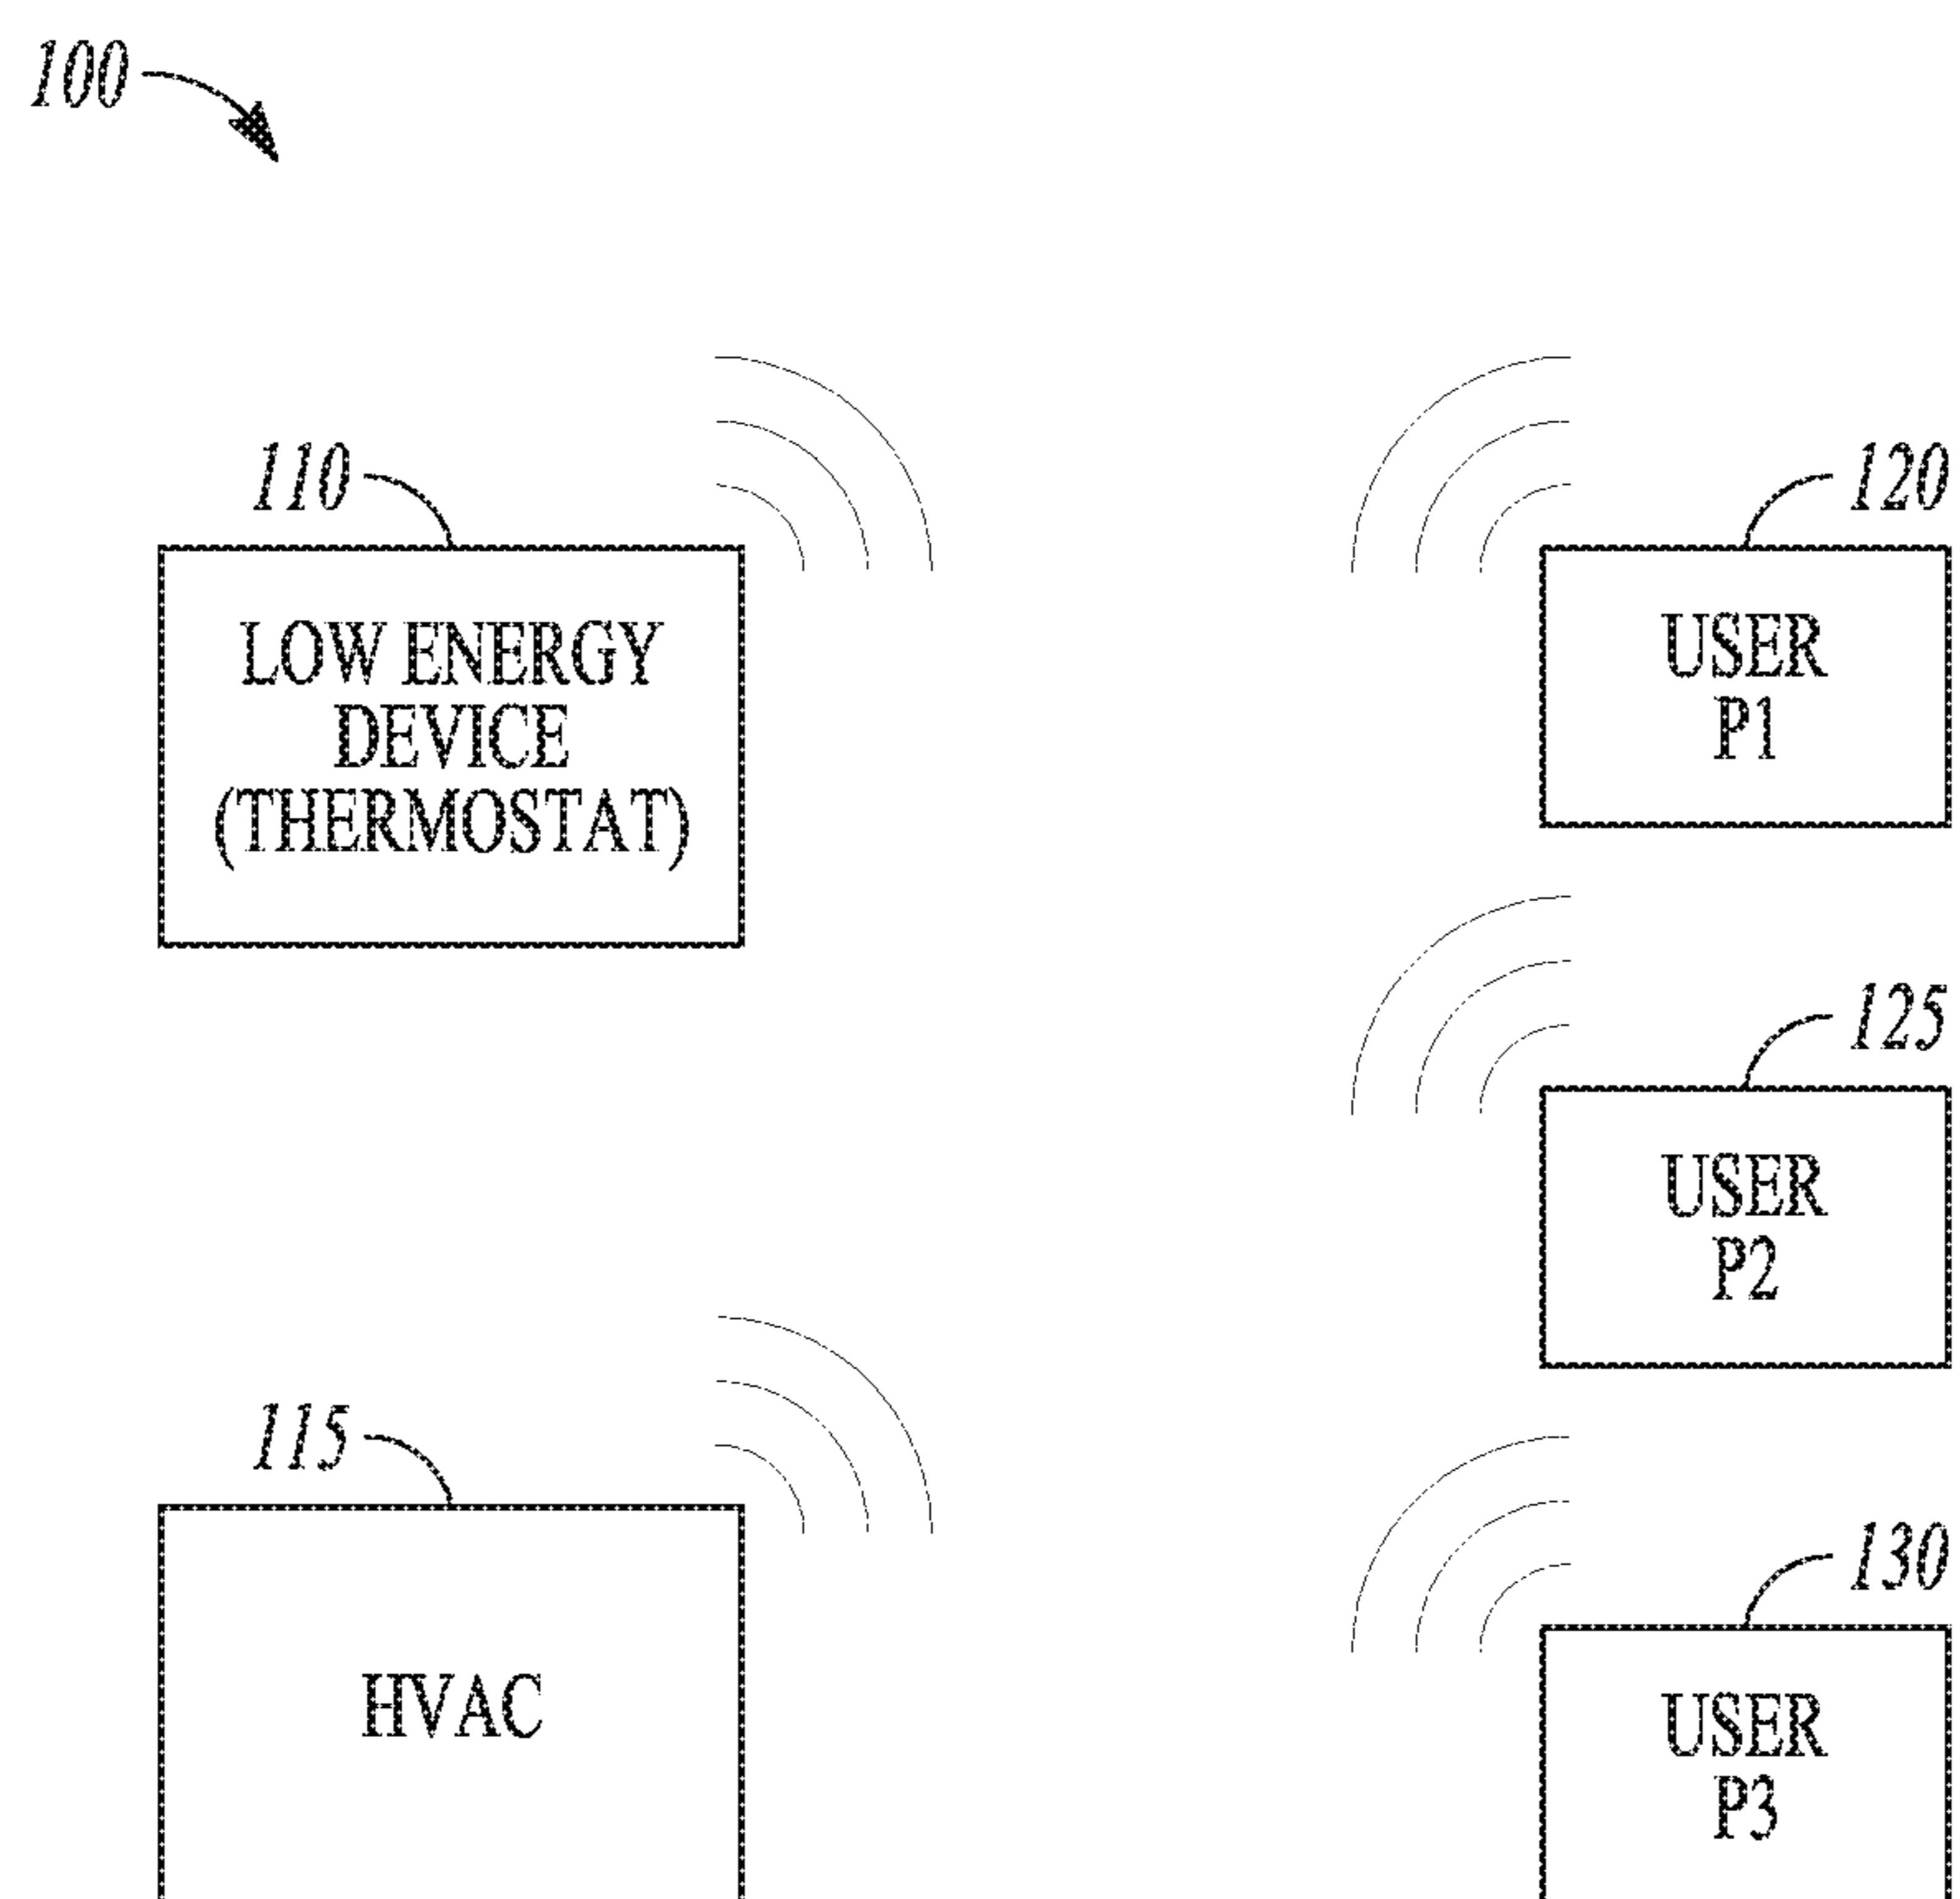 100
110
LOW ENERGY
DEVICE
(THERMOSTAT)
120
USER
P1
125
USER
P2
115
HVAC
130
USER
P3